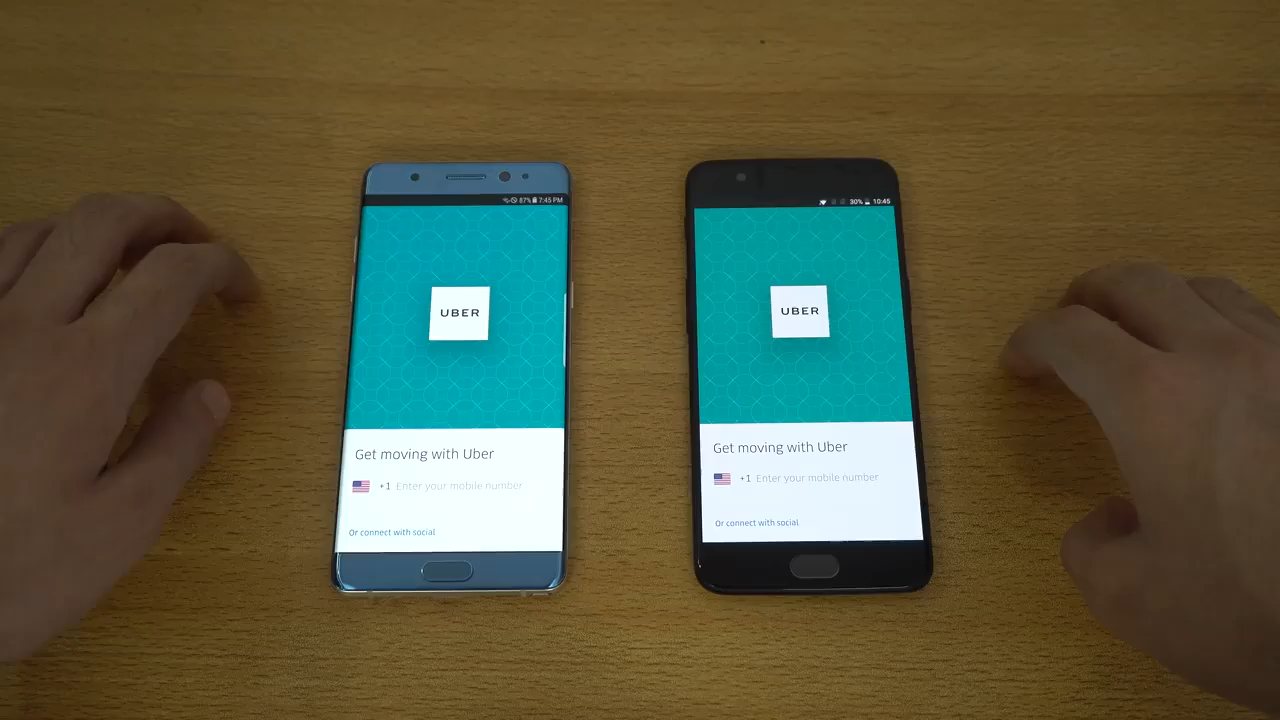 87% 7:45 PM
UBER
Get moving with Uber
+1 Enter your mobile number
Or connect with social
30% 10:45
UBER
Get moving with Uber
+1 Enter your mobile number
Or connect with social